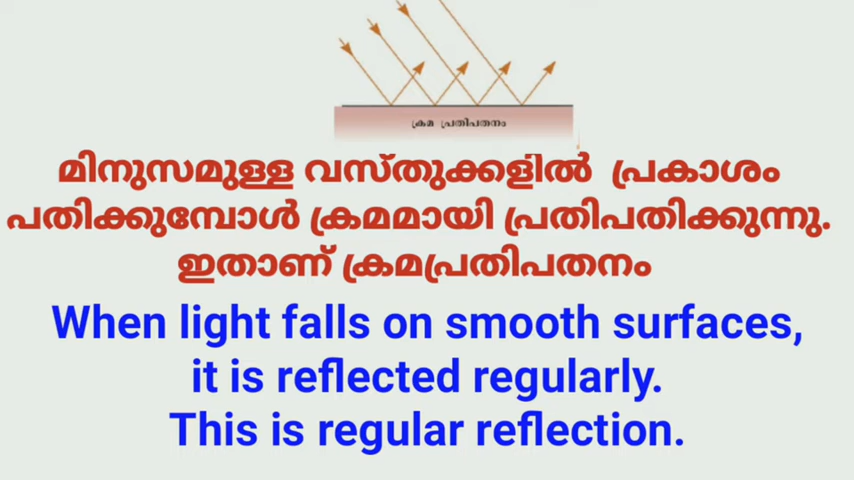 ക്രമ പ്രതിപതനം
മിനുസമുള്ള വസ്തുക്കളിൽ പ്രകാശം
പതിക്കുമ്പോൾ ക്രമമായി പ്രതിപതിക്കുന്നു.
ഇതാണ് ക്രമപ്രതിപതനം
When light falls on smooth surfaces,
it is reflected regularly.
This is regular reflection.